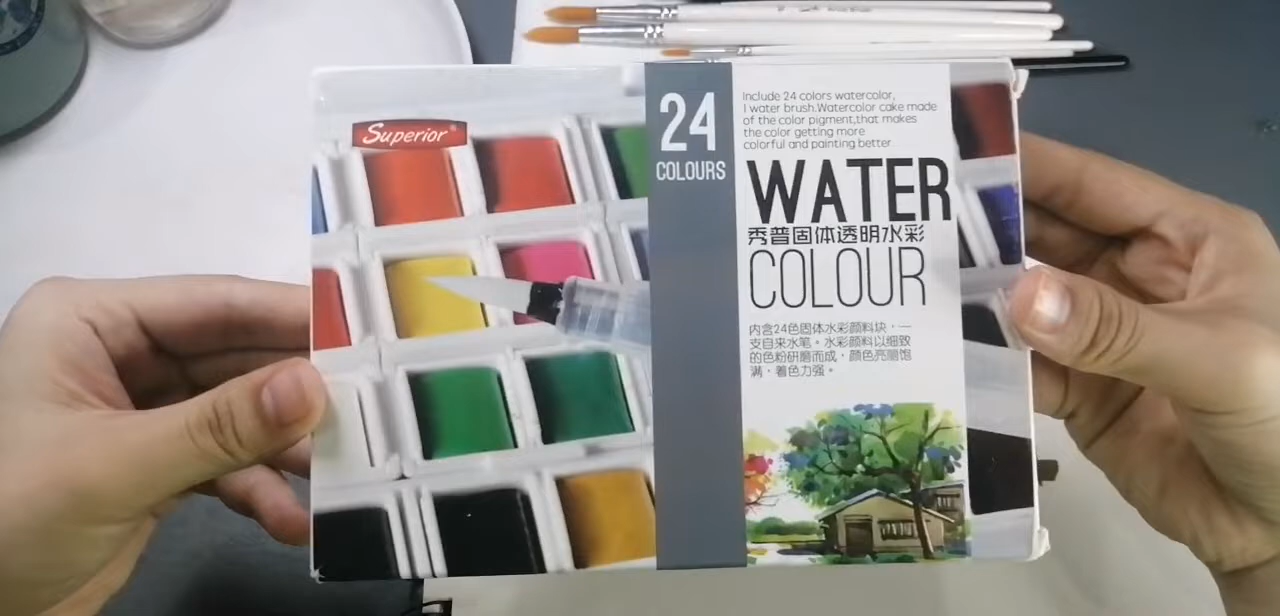 Superior
24
COLOURS
Include 24 colors watercolor,
1 water brush.Watercolor cake made
of the color pigment,that makes
the color getting more
colorful and painting better
WATER
秀普固体透明水彩
COLOUR
内含24色固体水彩颜料块,一
支自来水笔。水彩颜料以细致
的色粉研磨而成,颜色亮丽饱
满,着色力强。